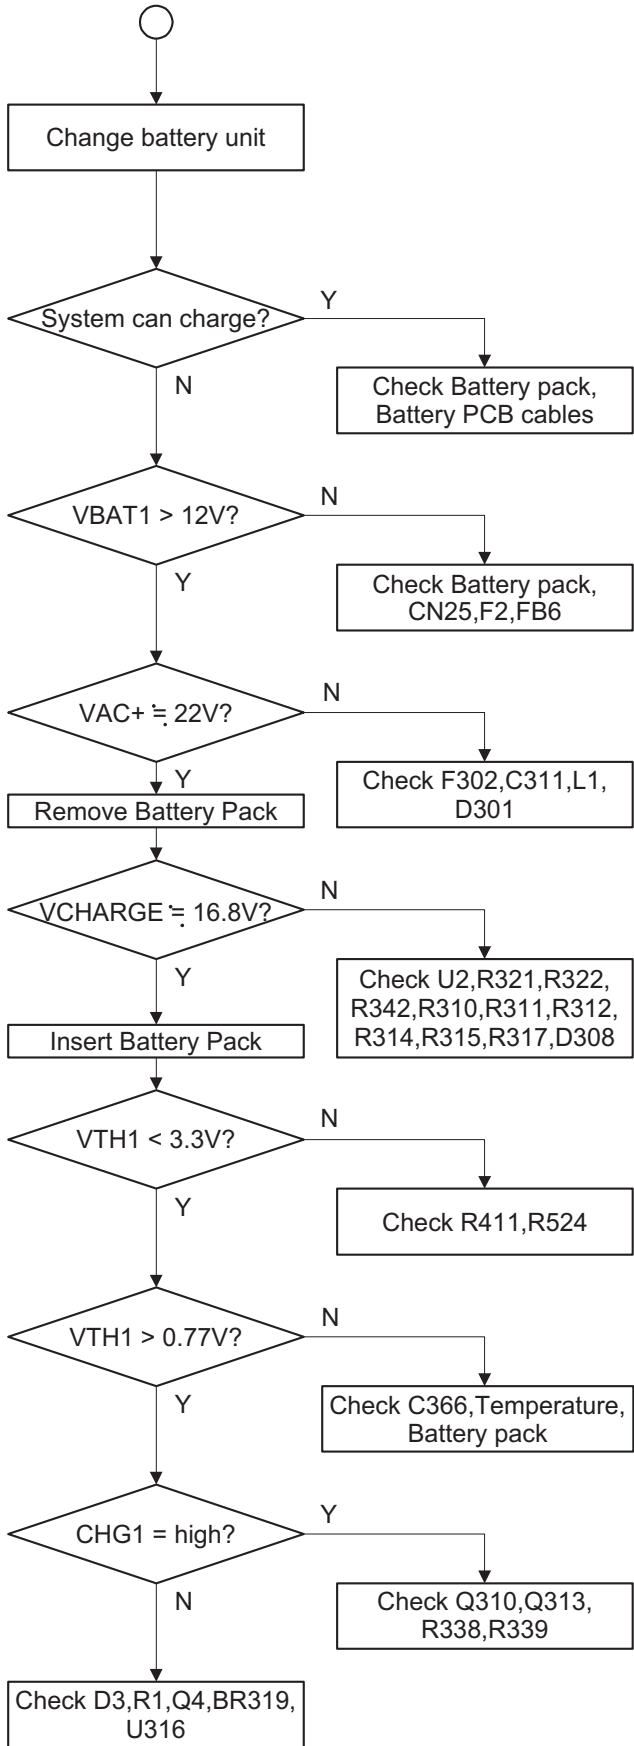 Change battery unit
System can charge?
Y
N
Check Battery pack,
Battery PCB cables
VBAT1 > 12V?
N
Y
Check Battery pack,
CN25,F2,FB6
VAC+ ≒ 22V?
N
Y
Check F302,C311,L1,
D301
Remove Battery Pack
VCHARGE ≒ 16.8V?
N
Y
Check U2,R321,R322,
R342,R310,R311,R312,
R314,R315,R317,D308
Insert Battery Pack
VTH1 < 3.3V?
N
Y
Check R411,R524
VTH1 > 0.77V?
N
Y
Check C366,Temperature,
Battery pack
CHG1 = high?
Y
N
Check Q310,Q313,
R338,R339
Check D3,R1,Q4,BR319,
U316